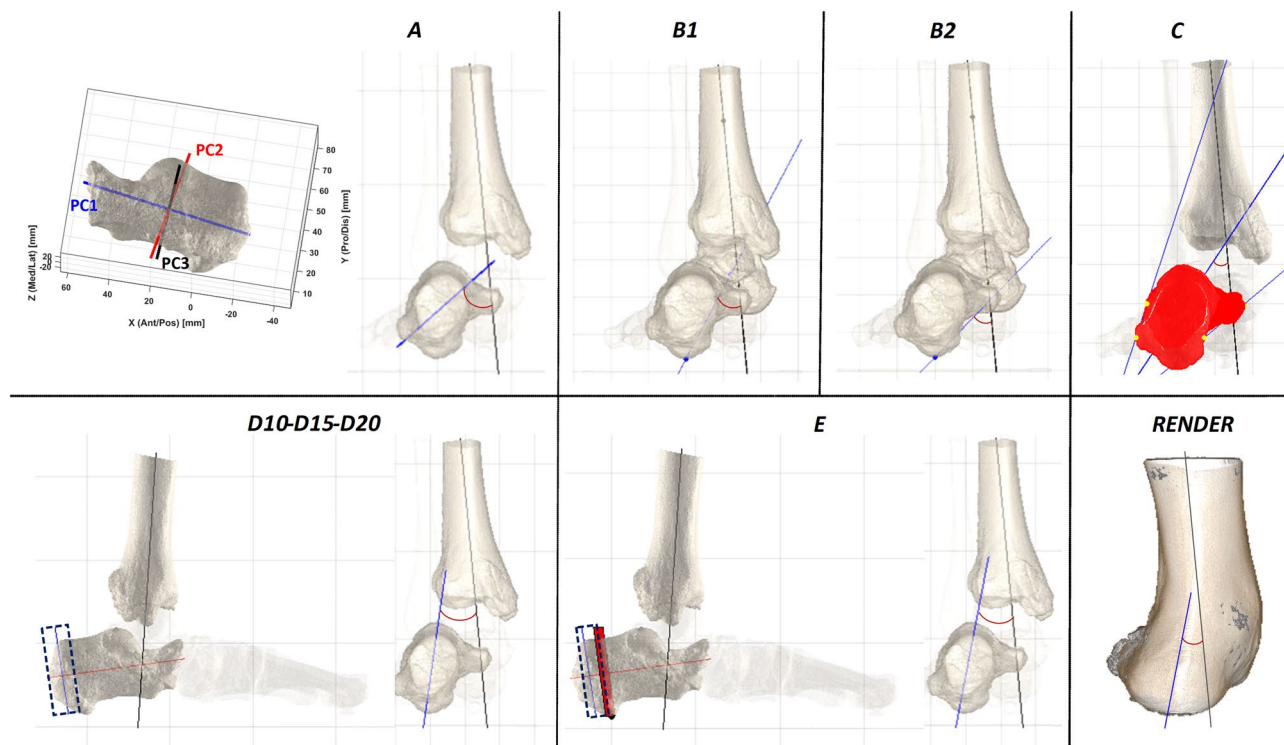 A
B1
B2
C
PC2
PC1
PC3
Z (Med/Lat) [mm]
20
0
-20
60
40
20
0
-20
-40
X (Ant/Pos) [mm]
80
70
60
50
40
30
20
10
Y (Pro/Dis) [mm]
D10-D15-D20
E
RENDER